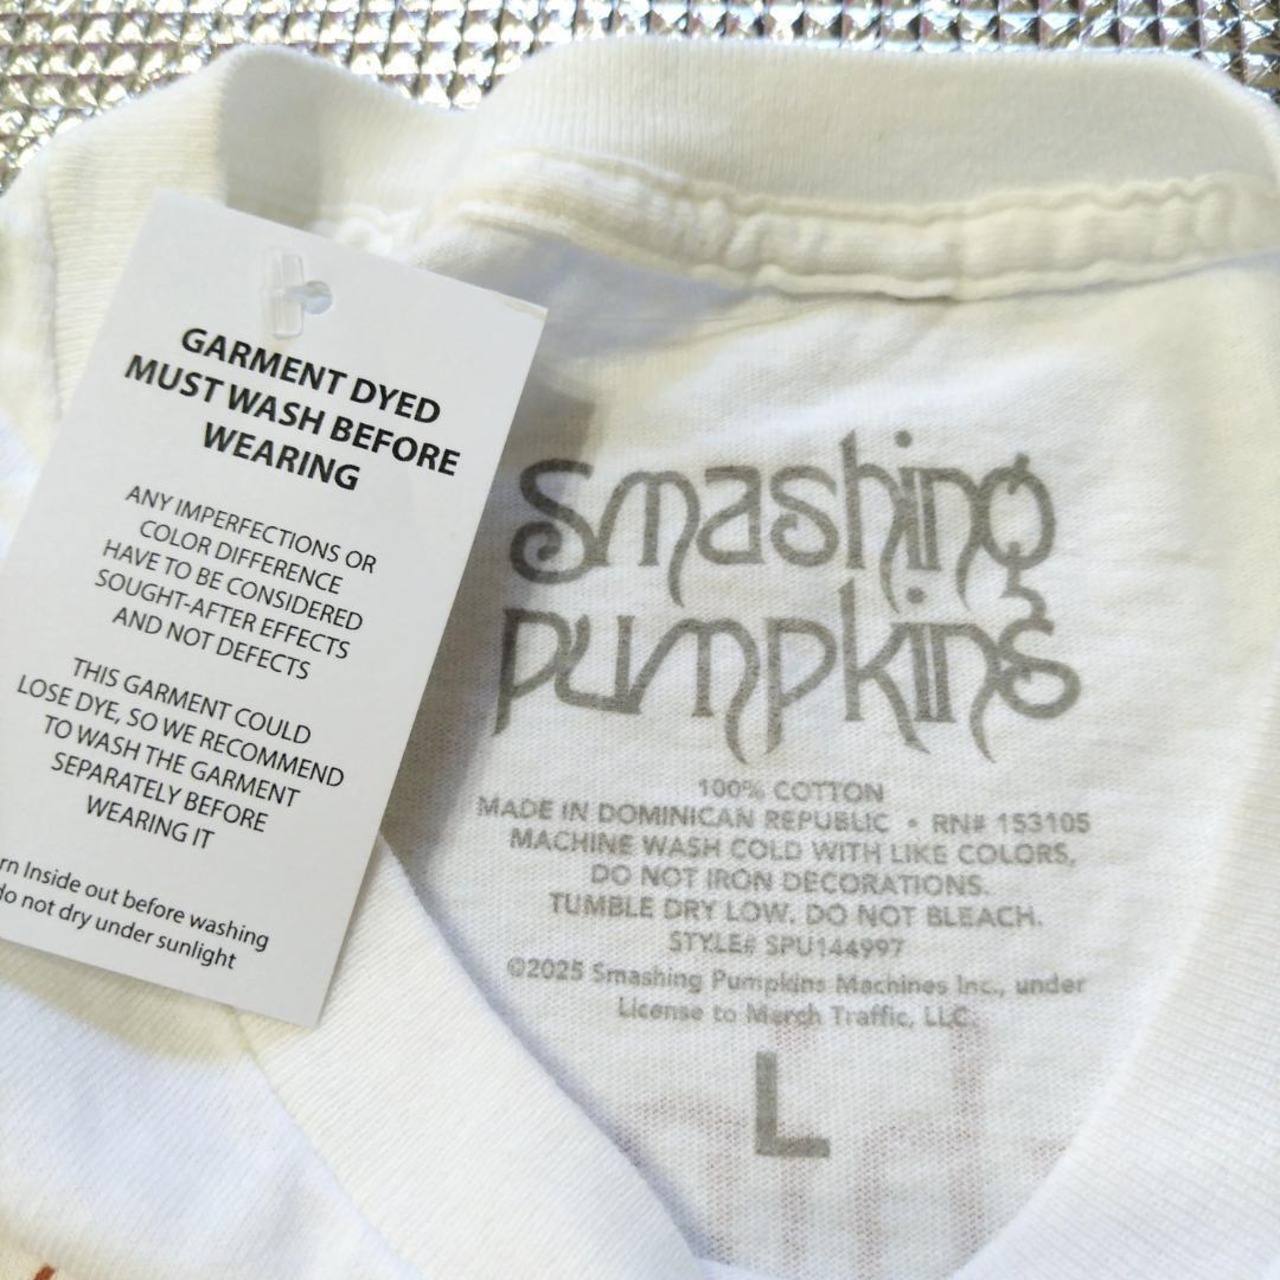 GARMENT DYED
MUST WASH BEFORE
WEARING
ANY IMPERFECTIONS OR
COLOR DIFFERENCE
HAVE TO BE CONSIDERED
SOUGHT-AFTER EFFECTS
AND NOT DEFECTS
THIS GARMENT COULD
LOSE DYE, SO WE RECOMMEND
TO WASH THE GARMENT
SEPARATELY BEFORE
WEARING IT
rn Inside out before washing
do not dry under sunlight
smashing
pumpkins
100% COTTON
MADE IN DOMINICAN REPUBLIC • RN# 153105
MACHINE WASH COLD WITH LIKE COLORS,
DO NOT IRON DECORATIONS.
TUMBLE DRY LOW. DO NOT BLEACH.
STYLE# SPU144997
©2025 Smashing Pumpkins Machines Inc., under
License to Merch Traffic, LLC.
L